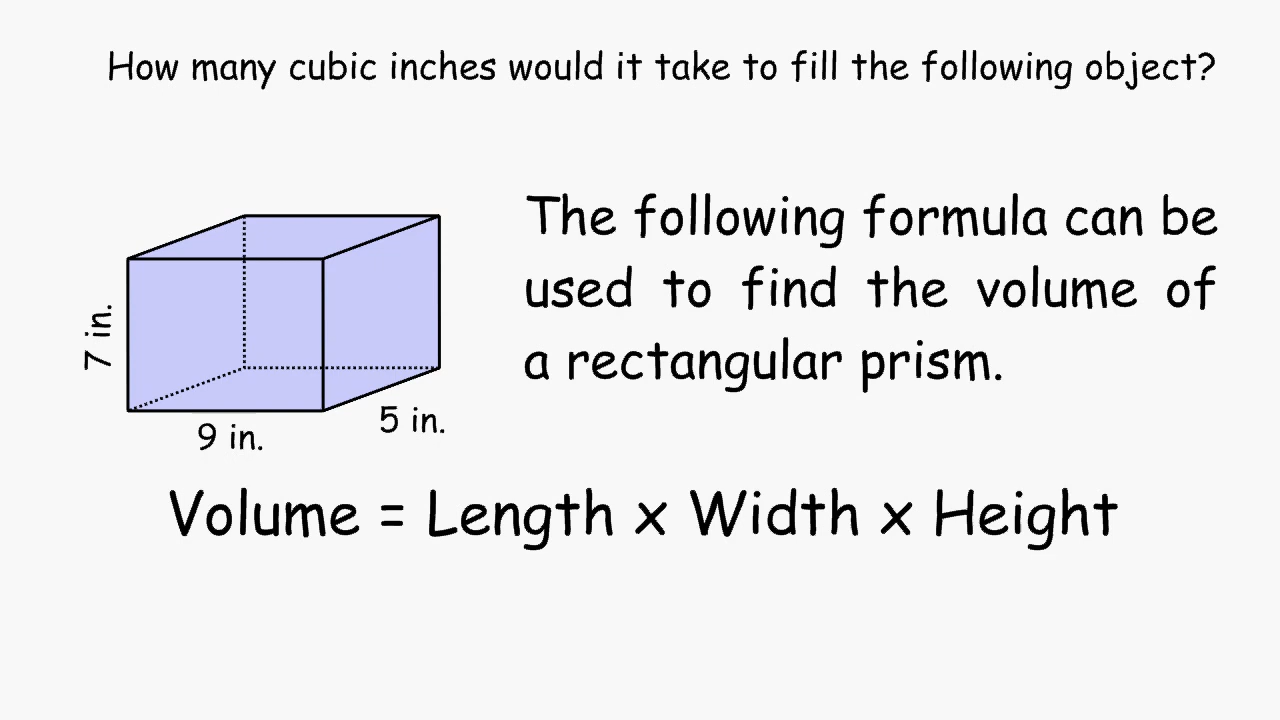 How many cubic inches would it take to fill the following object?
The following formula can be
used to find the volume of
a rectangular prism.
7 in.
9 in.
5 in.
Volume = Length x Width x Height